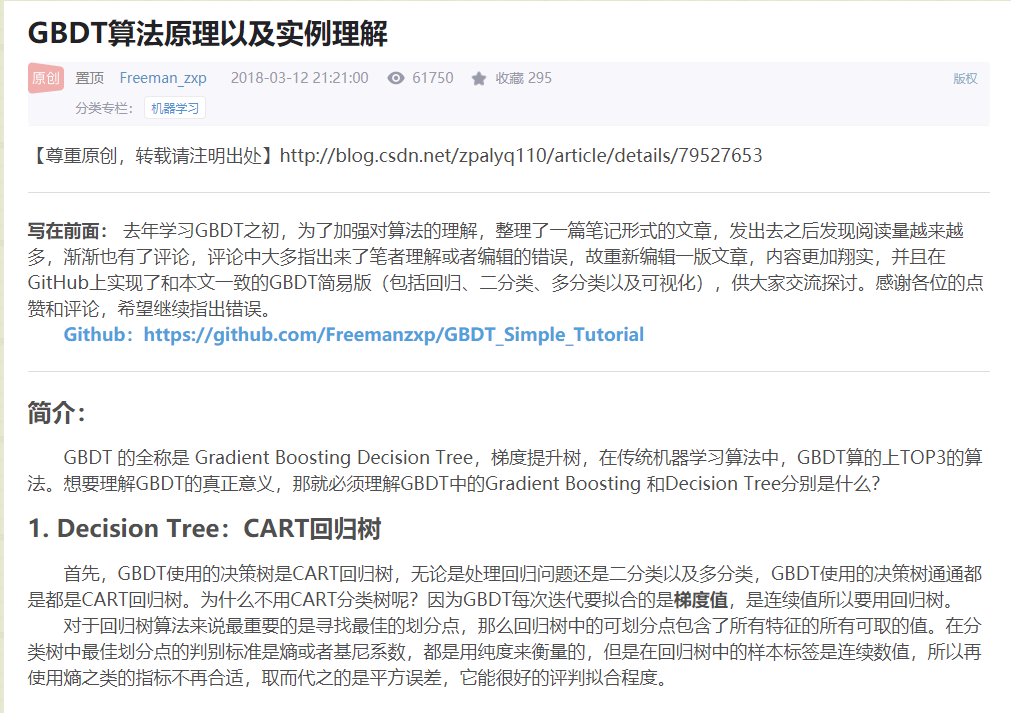 GBDT算法原理以及实例理解
原创 置顶 Freeman_zxp 2018-03-12 21:21:00 61750 收藏 295 版权
分类专栏： 机器学习
【尊重原创，转载请注明出处】http://blog.csdn.net/zpalyq110/article/details/79527653
写在前面： 去年学习GBDT之初，为了加强对算法的理解，整理了一篇笔记形式的文章，发出去之后发现阅读量越来越
多，渐渐也有了评论，评论中大多指出来了笔者理解或者编辑的错误，故重新编辑一版文章，内容更加翔实，并且在
GitHub上实现了和本文一致的GBDT简易版（包括回归、二分类、多分类以及可视化），供大家交流探讨。感谢各位的点
赞和评论，希望继续指出错误。
Github：https://github.com/Freemanzxp/GBDT_Simple_Tutorial
简介：
GBDT 的全称是 Gradient Boosting Decision Tree，梯度提升树，在传统机器学习算法中，GBDT算的上TOP3的算
法。想要理解GBDT的真正意义，那就必须理解GBDT中的Gradient Boosting 和Decision Tree分别是什么？
1. Decision Tree：CART回归树
首先，GBDT使用的决策树是CART回归树，无论是处理回归问题还是二分类以及多分类，GBDT使用的决策树通通都
是都是CART回归树。为什么不用CART分类树呢？因为GBDT每次迭代要拟合的是梯度值，是连续值所以要用回归树。
对于回归树算法来说最重要的是寻找最佳的划分点，那么回归树中的可划分点包含了所有特征的所有可取的值。在分
类树中最佳划分点的判别标准是熵或者基尼系数，都是用纯度来衡量的，但是在回归树中的样本标签是连续数值，所以再
使用熵之类的指标不再合适，取而代之的是平方误差，它能很好的评判拟合程度。